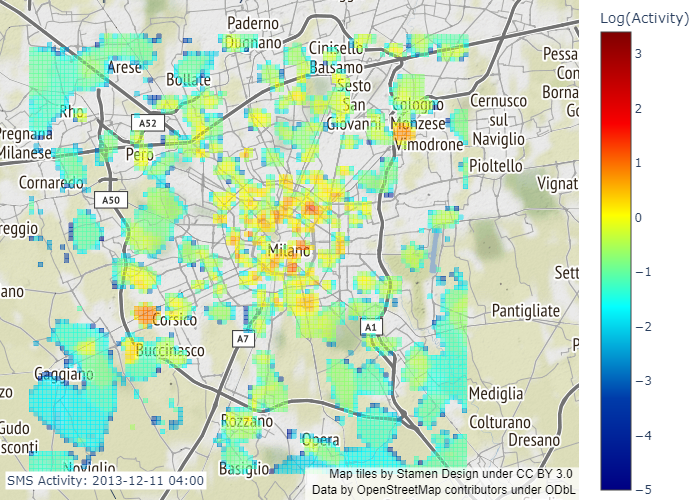 Log(Activity)
Paderno
Dugnano
Cinisello
Balsamo
Arese
Bollate
Sesto
San
Giovanni
Cologno
Monzese
Cernusco
sul
Naviglio
Pessa
Con
Borna
Go
Rho
A52
Pregnana
Milanese
Pero
Vimodrone
Pioltello
Cornaredo
Vignat
A50
reggio
Milano
Sett
ano
Corsico
Pantigliate
A7
A1
P
Buccinasco
Gaggiano
zo
Mediglia
Gudo
sconti
Rozzano
Colturano
Dresano
Opera
Noviglio
Basiglio
SMS Activity: 2013-12-11 04:00
Map tiles by Stamen Design under CC BY 3.0
Data by OpenStreetMap contributors under ODbL
3
2
1
0
−1
−2
−3
−4
−5